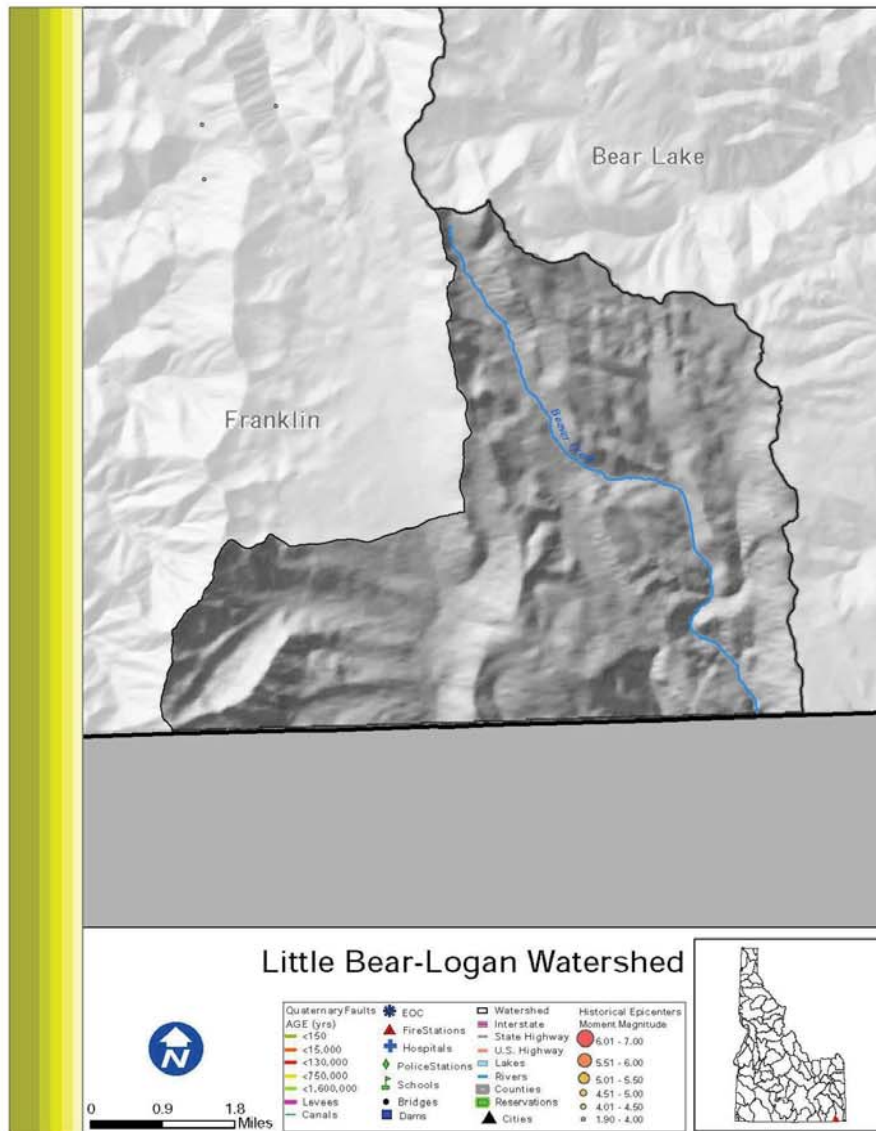 Bear Lake
Franklin
Beaver Creek
Little Bear-Logan Watershed
N
0 0.9 1.8
Miles
Quaternary Faults
AGE (yrs)
<150
<15,000
<130,000
<750,000
<1,600,000
Levees
Canals
EOC
FireStations
Hospitals
PoliceStations
Schools
Bridges
Dams
Watershed
Interstate
State Highway
U.S. Highway
Lakes
Rivers
Counties
Reservations
Cities
Historical Epicenters
Moment Magnitude
6.01 - 7.00
5.51 - 6.00
5.01 - 5.50
4.51 - 5.00
4.01 - 4.50
1.90 - 4.00